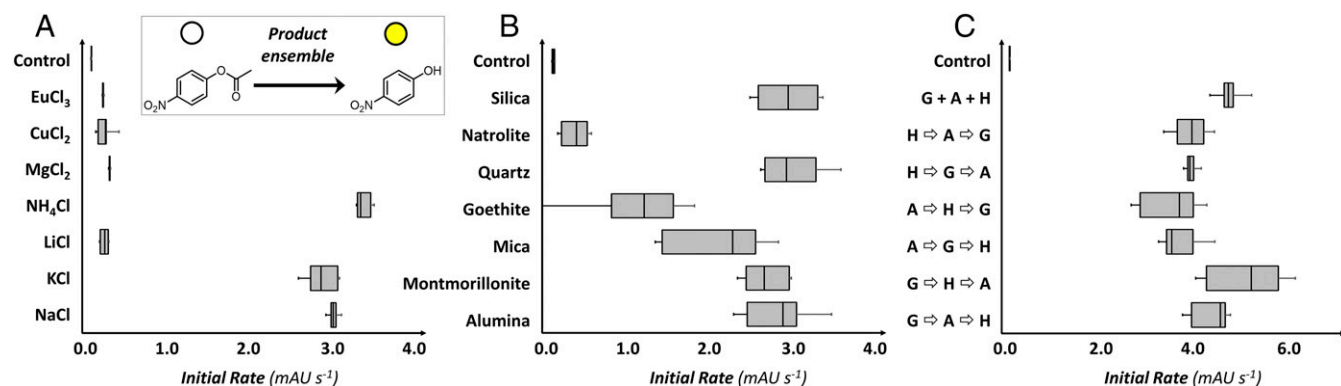 A
Product
ensemble
O
O
O₂N
OH
O₂N
Control
EuCl₃
CuCl₂
MgCl₂
NH₄Cl
LiCl
KCl
NaCl
0.0 1.0 2.0 3.0 4.0
Initial Rate (mAU s⁻¹)
B
Control
Silica
Natrolite
Quartz
Goethite
Mica
Montmorillonite
Alumina
0.0 1.0 2.0 3.0 4.0
Initial Rate (mAU s⁻¹)
C
Control
G + A + H
H ⇨ A ⇨ G
H ⇨ G ⇨ A
A ⇨ H ⇨ G
A ⇨ G ⇨ H
G ⇨ H ⇨ A
G ⇨ A ⇨ H
0.0 2.0 4.0 6.0
Initial Rate (mAU s⁻¹)